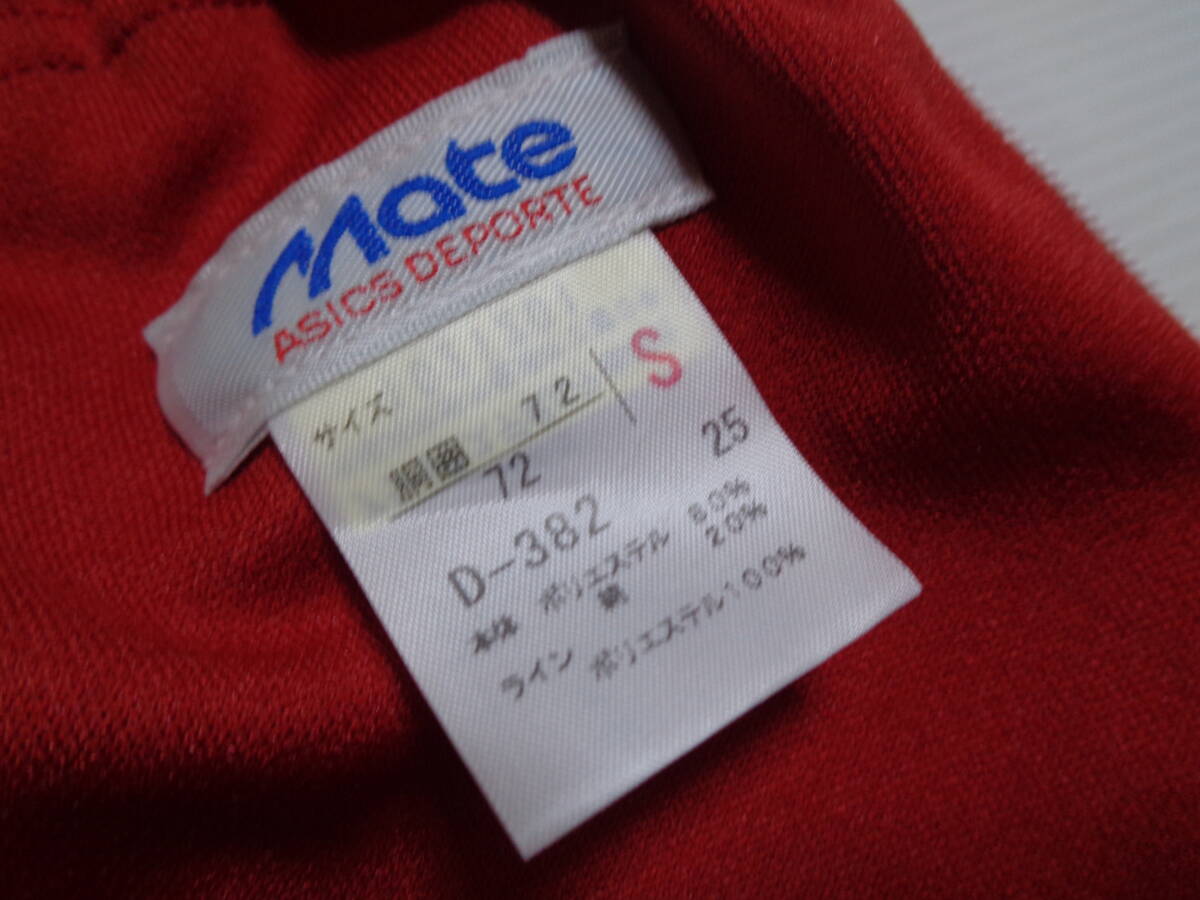 Mate
ASICS DEPORTE
サイズ S
胴囲 72
72 25
D-382
本体 ポリエステル 80%
綿 20%
ライン ポリエステル100%